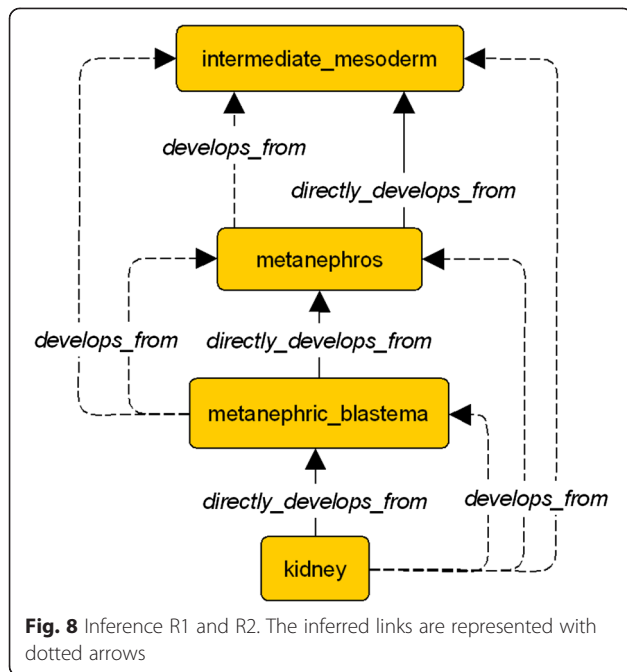 intermediate_mesoderm
develops_from
directly_develops_from
metanephros
develops_from
directly_develops_from
metanephric_blastema
directly_develops_from
develops_from
kidney
Fig. 8 Inference R1 and R2. The inferred links are represented with
dotted arrows